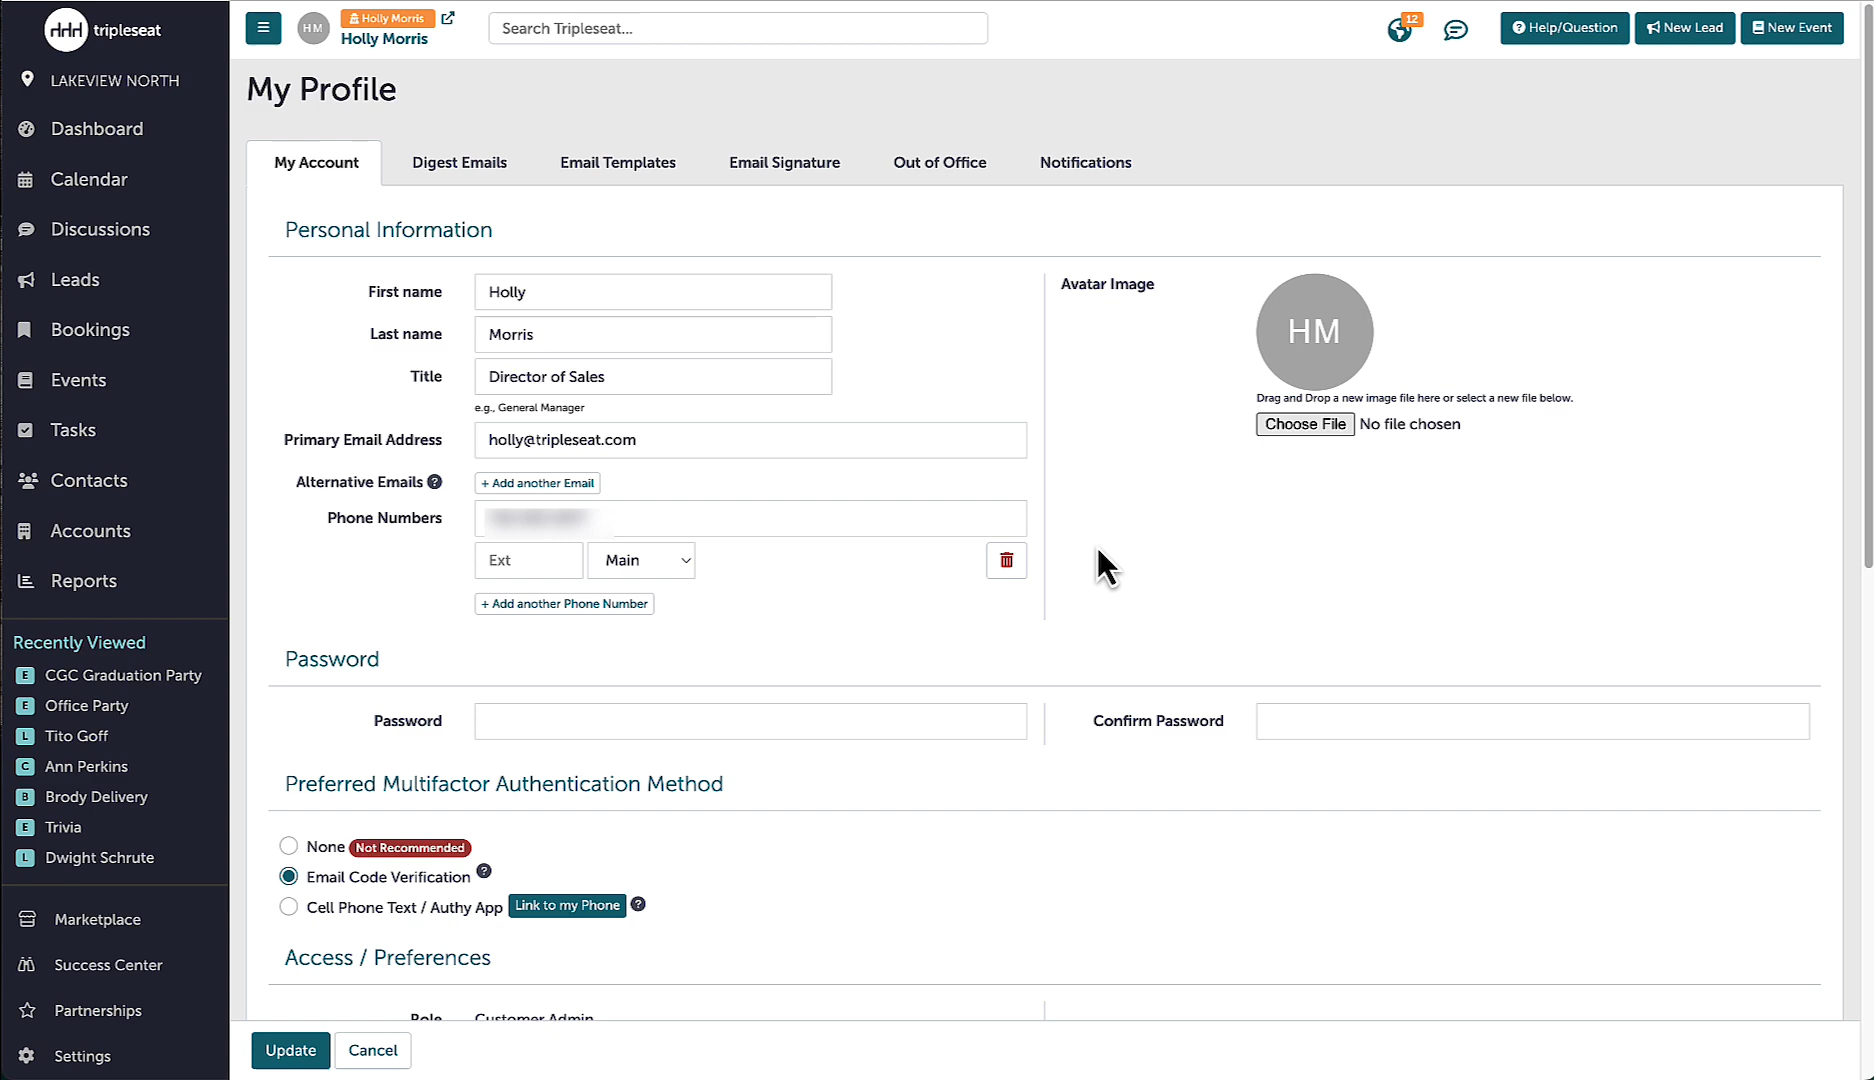 tripleseat
LAKEVIEW NORTH
Dashboard
Calendar
Discussions
Leads
Bookings
Events
Tasks
Contacts
Accounts
Reports
Recently Viewed
E CGC Graduation Party
E Office Party
L Tito Goff
C Ann Perkins
B Brody Delivery
E Trivia
L Dwight Schrute
Marketplace
Success Center
Partnerships
Settings
HM
Holly Morris
Holly Morris
Search Tripleseat...
12
Help/Question
New Lead
New Event
My Profile
My Account
Digest Emails
Email Templates
Email Signature
Out of Office
Notifications
Personal Information
First name Holly
Last name Morris
Title Director of Sales
e.g., General Manager
Primary Email Address holly@tripleseat.com
Alternative Emails ? + Add another Email
Phone Numbers
Ext Main
+ Add another Phone Number
Avatar Image
HM
Drag and Drop a new image file here or select a new file below.
Choose File No file chosen
Password
Password
Confirm Password
Preferred Multifactor Authentication Method
None Not Recommended
Email Code Verification ?
Cell Phone Text / Authy App Link to my Phone ?
Access / Preferences
Role Customer Admin
Update Cancel